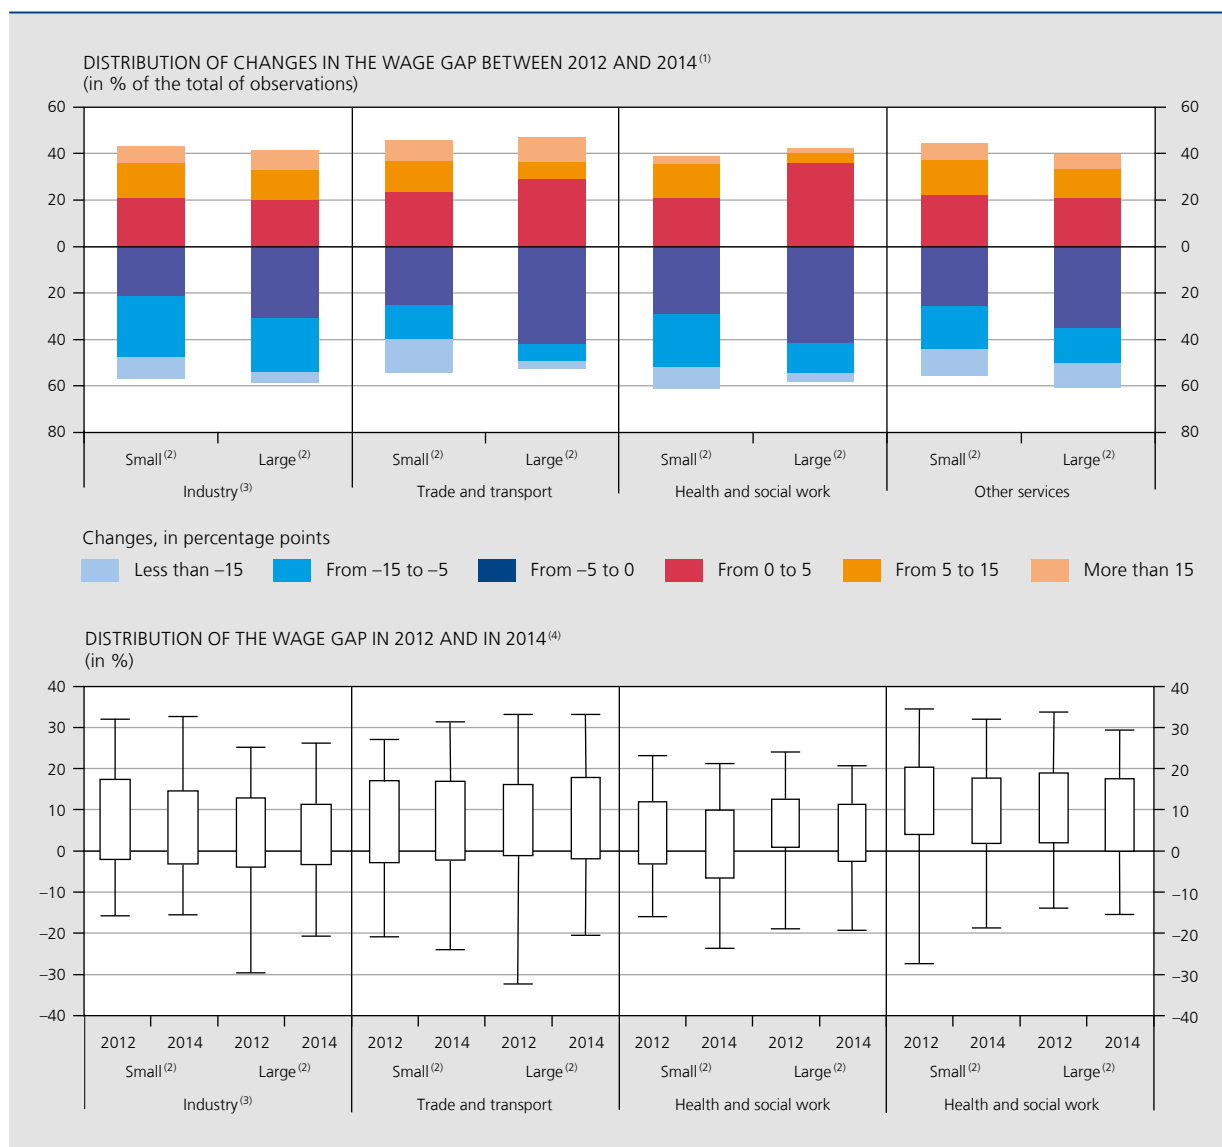 DISTRIBUTION OF CHANGES IN THE WAGE GAP BETWEEN 2012 AND 2014(1)
(in % of the total of observations)
60 60
40 40
20 20
0 0
20 20
40 40
60 60
80 80
Small(2) Large(2) Small(2) Large(2) Small(2) Large(2) Small(2) Large(2)
Industry(3) Trade and transport Health and social work Other services
Changes, in percentage points
Less than –15 From –15 to –5 From –5 to 0 From 0 to 5 From 5 to 15 More than 15
DISTRIBUTION OF THE WAGE GAP IN 2012 AND IN 2014(4)
(in %)
40 40
30 30
20 20
10 10
0 0
–10 –10
–20 –20
–30 –30
–40 –40
2012 2014 2012 2014 2012 2014 2012 2014 2012 2014 2012 2014 2012 2014 2012 2014
Small(2) Large(2) Small(2) Large(2) Small(2) Large(2) Small(2) Large(2)
Industry(3) Trade and transport Health and social work Health and social work